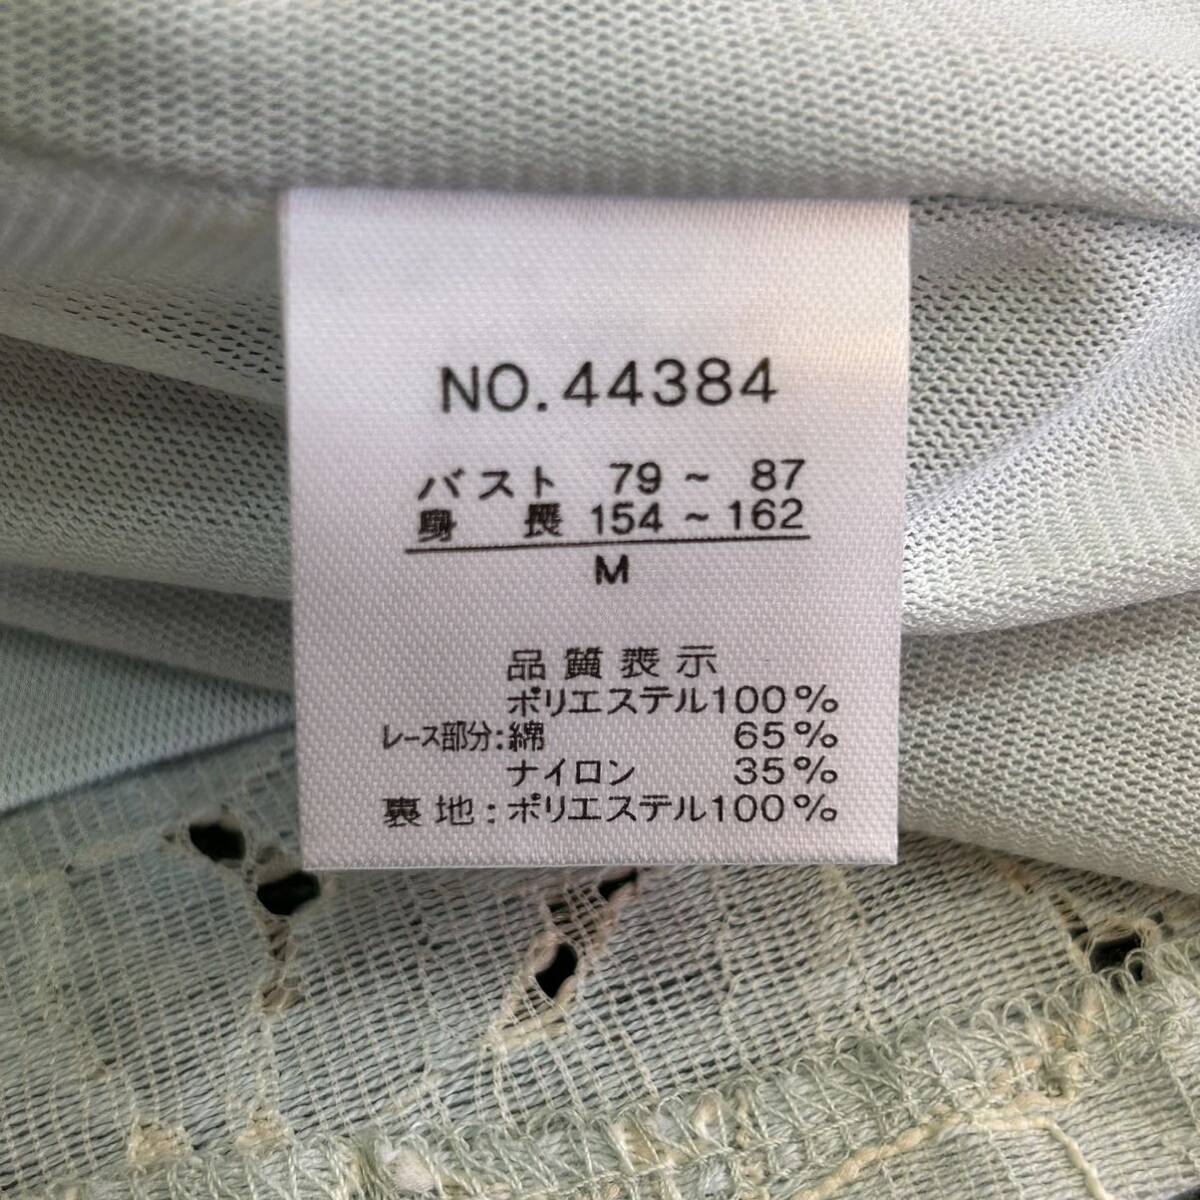 NO.44384
バスト 79 ~ 87
身 長 154 ~ 162
M
品質表示
ポリエステル100%
レース部分:綿 65%
ナイロン 35%
裏地:ポリエステル100%